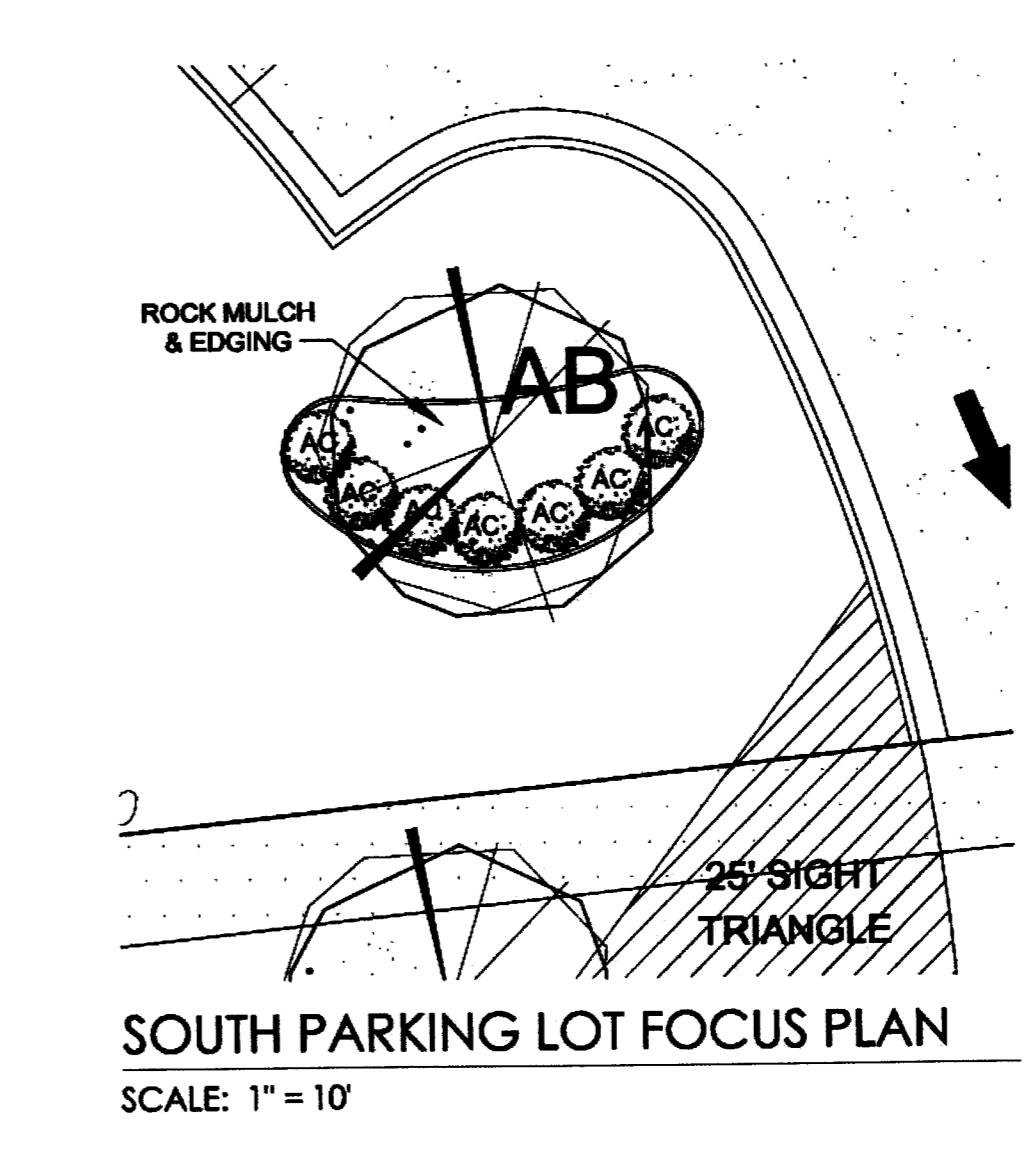 ROCK MULCH
& EDGING
AB
AC
AC
AC
AC
AC
AC
AC
25' SIGHT
TRIANGLE
SOUTH PARKING LOT FOCUS PLAN
SCALE: 1" = 10'